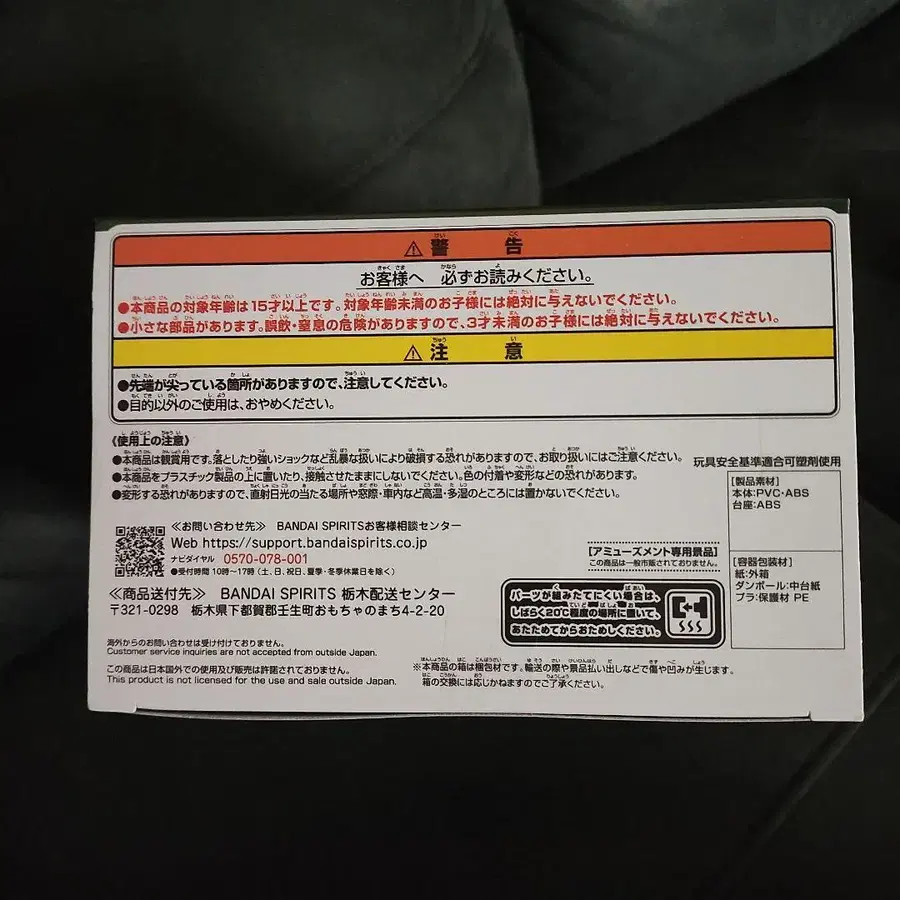 ⚠警　告
お客様へ 必ずお読みください。
●本商品の対象年齢は15才以上です。対象年齢未満のお子様には絶対に与えないでください。
●小さな部品があります。誤飲・窒息の危険がありますので、3才未満のお子様には絶対に与えないでください。
⚠注　意
●先端が尖っている箇所がありますので、注意してください。
●目的以外のご使用は、おやめください。
《使用上の注意》
●本商品は観賞用です。落としたり強いショックなど乱暴な扱いにより破損する恐れがありますので、お取り扱いにはご注意ください。
●本商品をプラスチック製品の上に置いたり、接触させたままにしないでください。色の付着や変形などの恐れがあります。
●変形する恐れがありますので、直射日光の当たる場所や窓際・車内など高温・多湿のところには置かないでください。
玩具安全基準適合可塑剤使用
[製品素材]
本体:PVC・ABS
台座:ABS
≪お問い合わせ先≫ BANDAI SPIRITSお客様相談センター
Web https://support.bandaispirits.co.jp
ナビダイヤル 0570-078-001
●受付時間 10時～17時(土、日、祝日、夏季・冬季休業日を除く)
[アミューズメント専用景品]
この商品は一般市販されておりません。
[容器包装材]
紙:外箱
ダンボール:中台紙
プラ:保護材 PE
≪商品送付先≫ BANDAI SPIRITS 栃木配送センター
〒321-0298 栃木県下都賀郡壬生町おもちゃのまち4-2-20
パーツが組みたてにくい場合は、
しばらく20℃程度の場所に置いて、
あたためてからおためしください。
海外からのお問い合わせは受け付けておりません。
Customer service inquiries are not accepted from outside Japan.
この商品は日本国外での使用及び販売は許諾されておりません。
This product is not licensed for the use and sale outside Japan.
※本商品の箱は梱包材です。輸送の際や景品払い出しなどで傷や凹みが生じます。
箱の交換には応じかねますのでご了承ください。